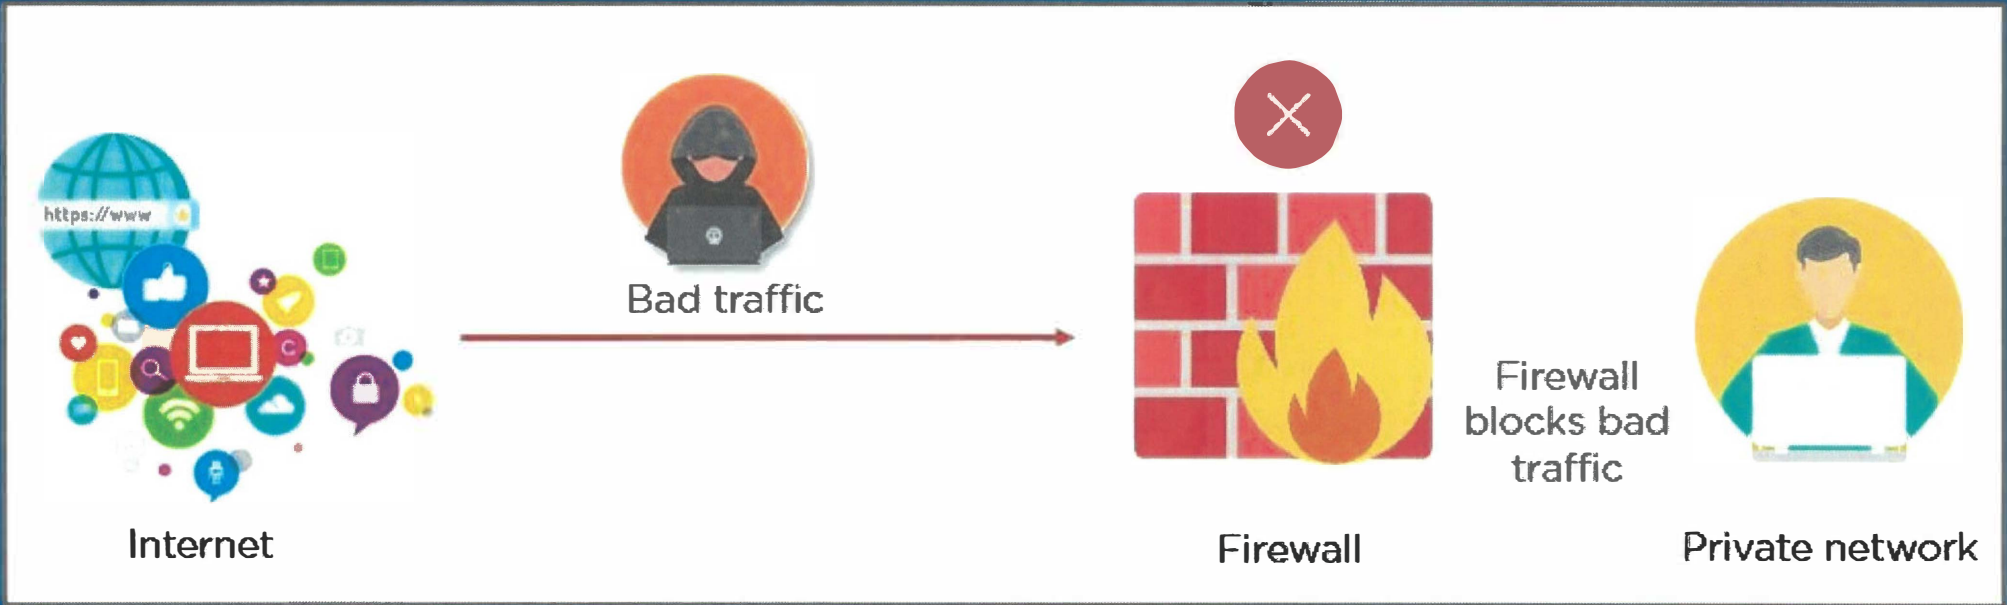 https://www
Bad traffic
Firewall
blocks bad
traffic
Internet
Firewall
Private network